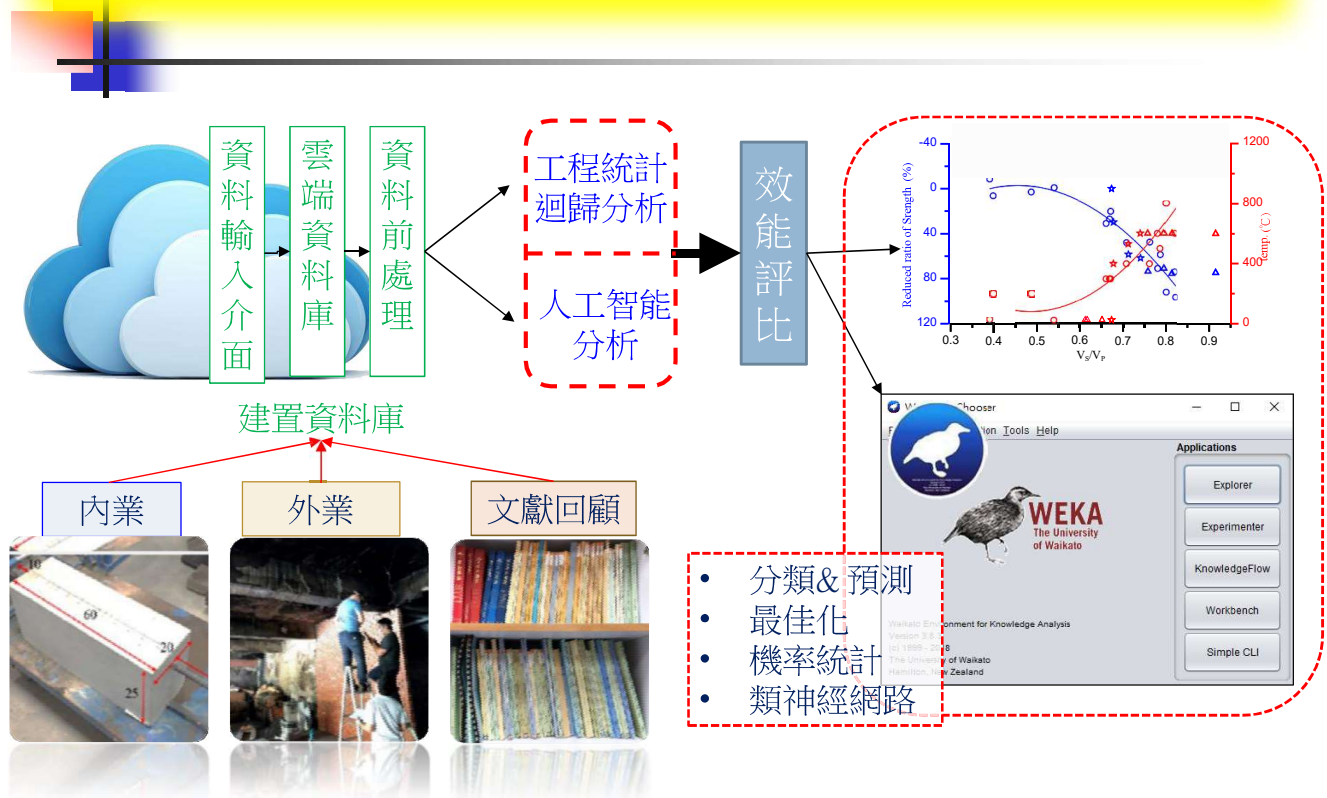 資料輸入介面
雲端資料庫
資料前處理
工程統計
迴歸分析
人工智能
分析
效能評比
建置資料庫
內業
外業
文獻回顧
10
60
20
25
Reduced ratio of Srength (%)
-40
0
40
80
120
0.3
0.4
0.5
0.6
0.7
0.8
0.9
V_S/V_P
1200
800
400
0
Temp. (℃)
Chooser
Tools Help
Applications
Explorer
Experimenter
KnowledgeFlow
Workbench
Simple CLI
WEKA
The University
of Waikato
• 分類& 預測
• 最佳化
• 機率統計
• 類神經網路
Waikato Environment for Knowledge Analysis
(c) 1999 - 2018
The University of Waikato
Hamilton, New Zealand